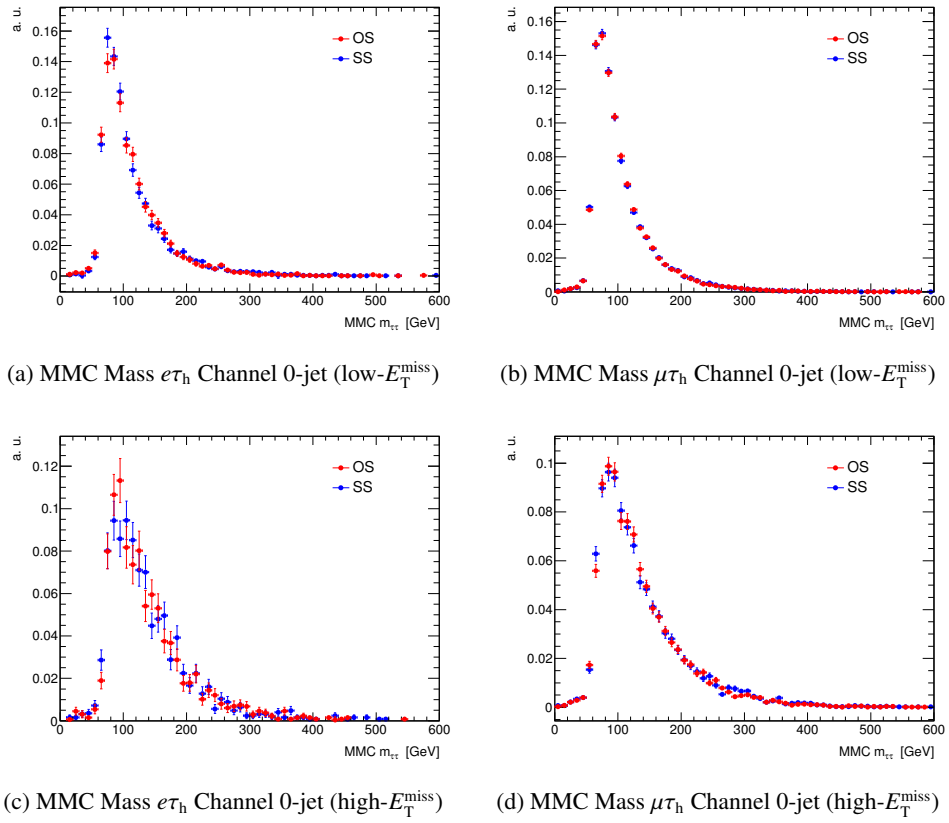 a. u.
0.16
0.14
0.12
0.1
0.08
0.06
0.04
0.02
0
0 100 200 300 400 500 600
MMC m_ττ [GeV]
OS
SS
a. u.
0.16
0.14
0.12
0.1
0.08
0.06
0.04
0.02
0
0 100 200 300 400 500 600
MMC m_ττ [GeV]
OS
SS
(a) MMC Mass eτ_h Channel 0-jet (low-E_T^miss)
(b) MMC Mass μτ_h Channel 0-jet (low-E_T^miss)
a. u.
0.12
0.1
0.08
0.06
0.04
0.02
0
0 100 200 300 400 500 600
MMC m_ττ [GeV]
OS
SS
a. u.
0.1
0.08
0.06
0.04
0.02
0
0 100 200 300 400 500 600
MMC m_ττ [GeV]
OS
SS
(c) MMC Mass eτ_h Channel 0-jet (high-E_T^miss)
(d) MMC Mass μτ_h Channel 0-jet (high-E_T^miss)